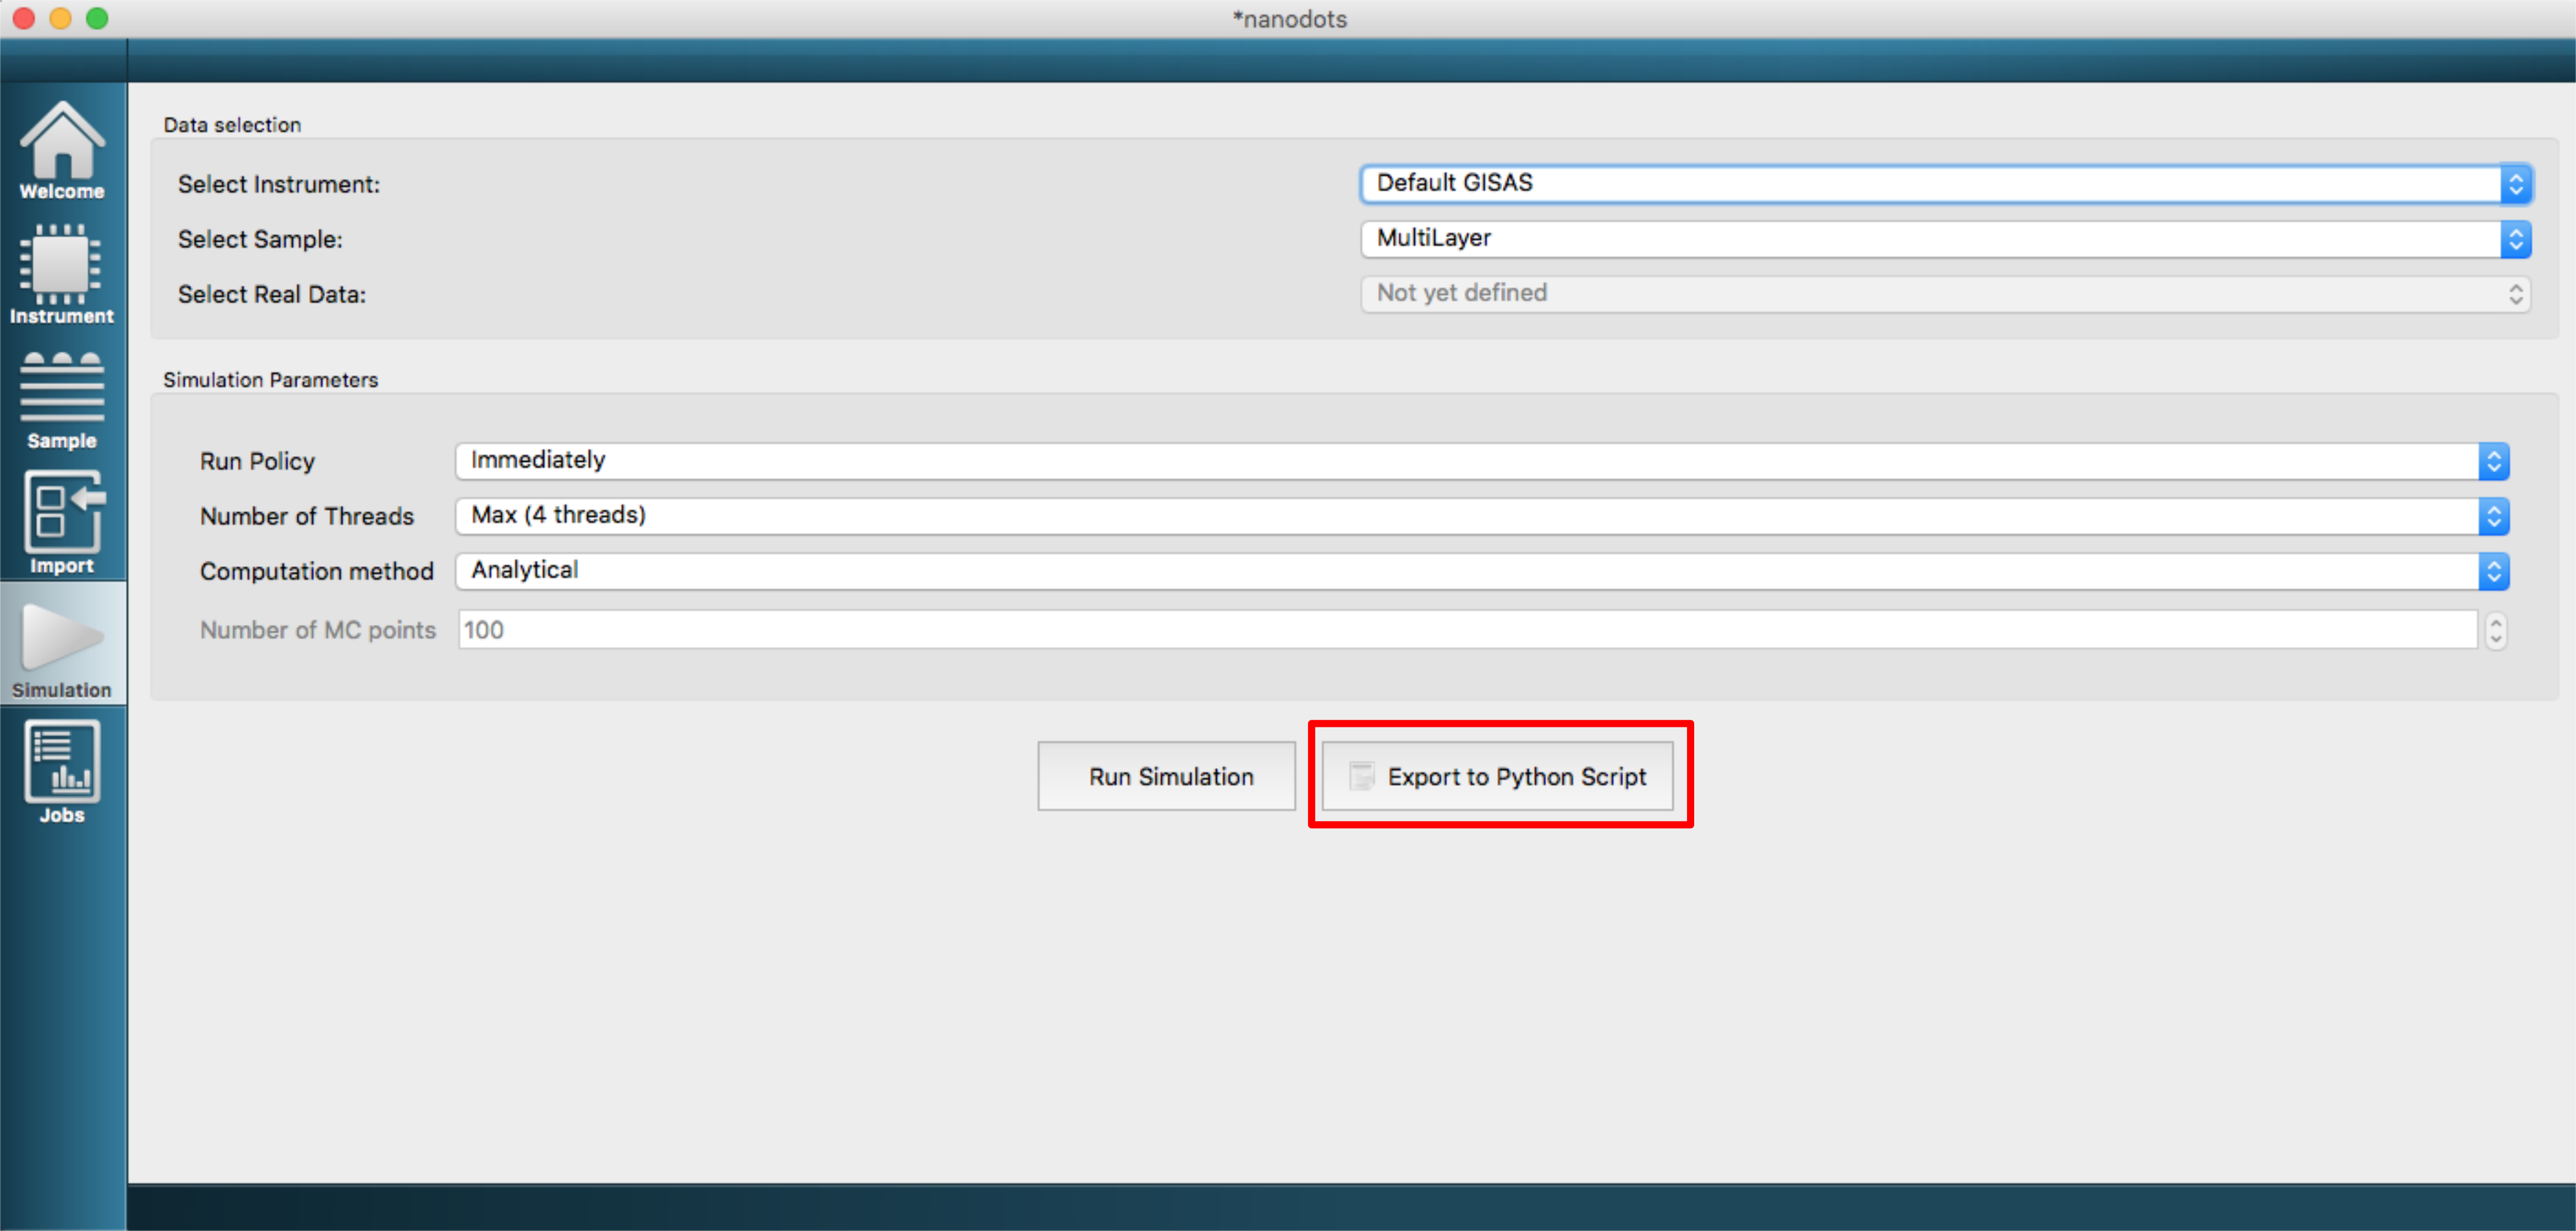 *nanodots
Welcome
Instrument
Sample
Import
Simulation
Jobs
Data selection
Select Instrument: Default GISAS
Select Sample: MultiLayer
Select Real Data: Not yet defined
Simulation Parameters
Run Policy Immediately
Number of Threads Max (4 threads)
Computation method Analytical
Number of MC points 100
Run Simulation Export to Python Script